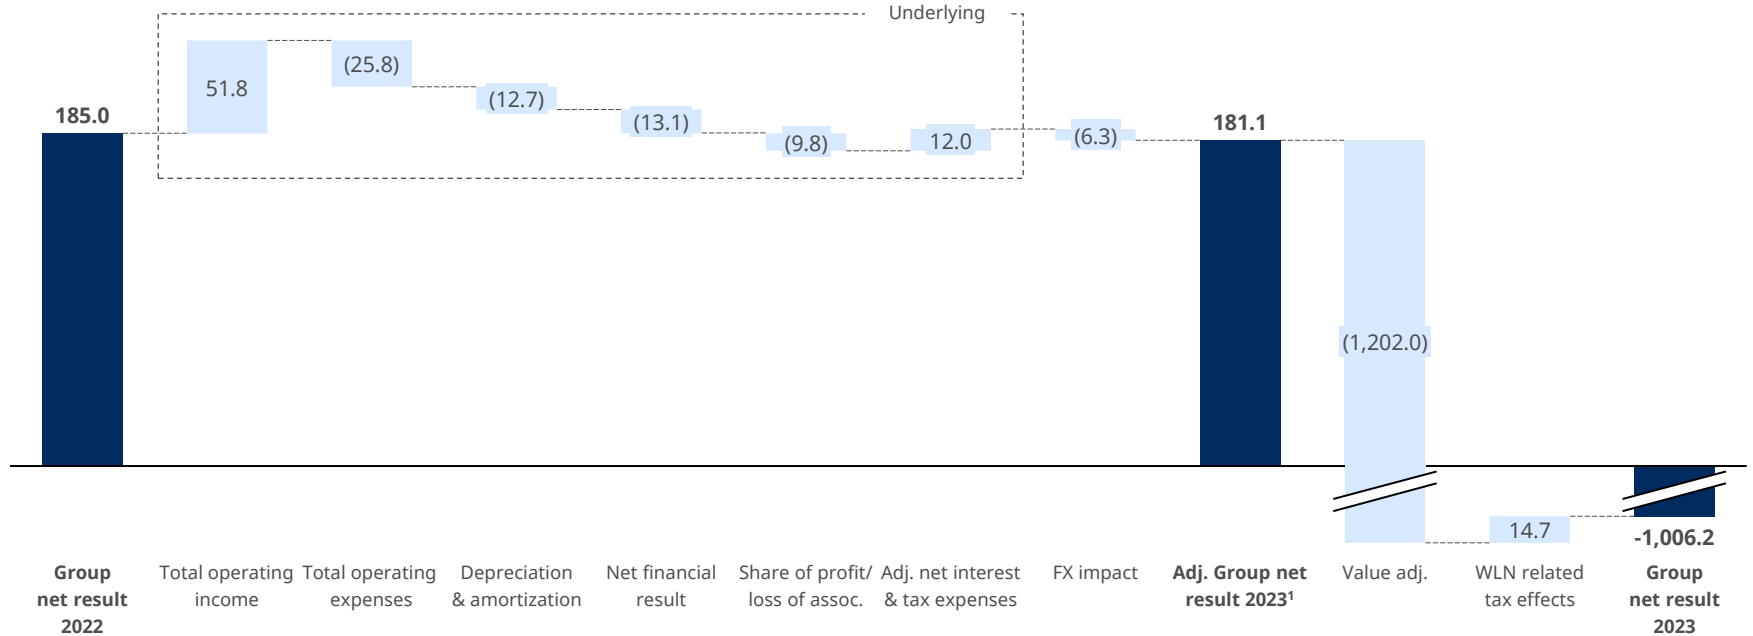 Underlying
185.0
51.8
(25.8)
(12.7)
(13.1)
(9.8)
12.0
(6.3)
181.1
(1,202.0)
14.7
-1,006.2
Group
net result
2022
Total operating
income
Total operating
expenses
Depreciation
& amortization
Net financial
result
Share of profit/
loss of assoc.
Adj. net interest
& tax expenses
FX impact
Adj. Group net
result 2023¹
Value adj.
WLN related
tax effects
Group
net result
2023